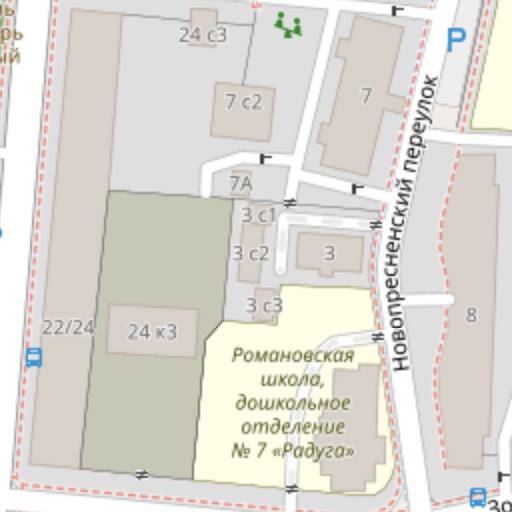 24 с3
7 с2
7
P
7А
3 с1
3 с2
3
3 с3
Новопресненский переулок
8
22/24
24 к3
Романовская
школа,
дошкольное
отделение
№ 7 «Радуга»